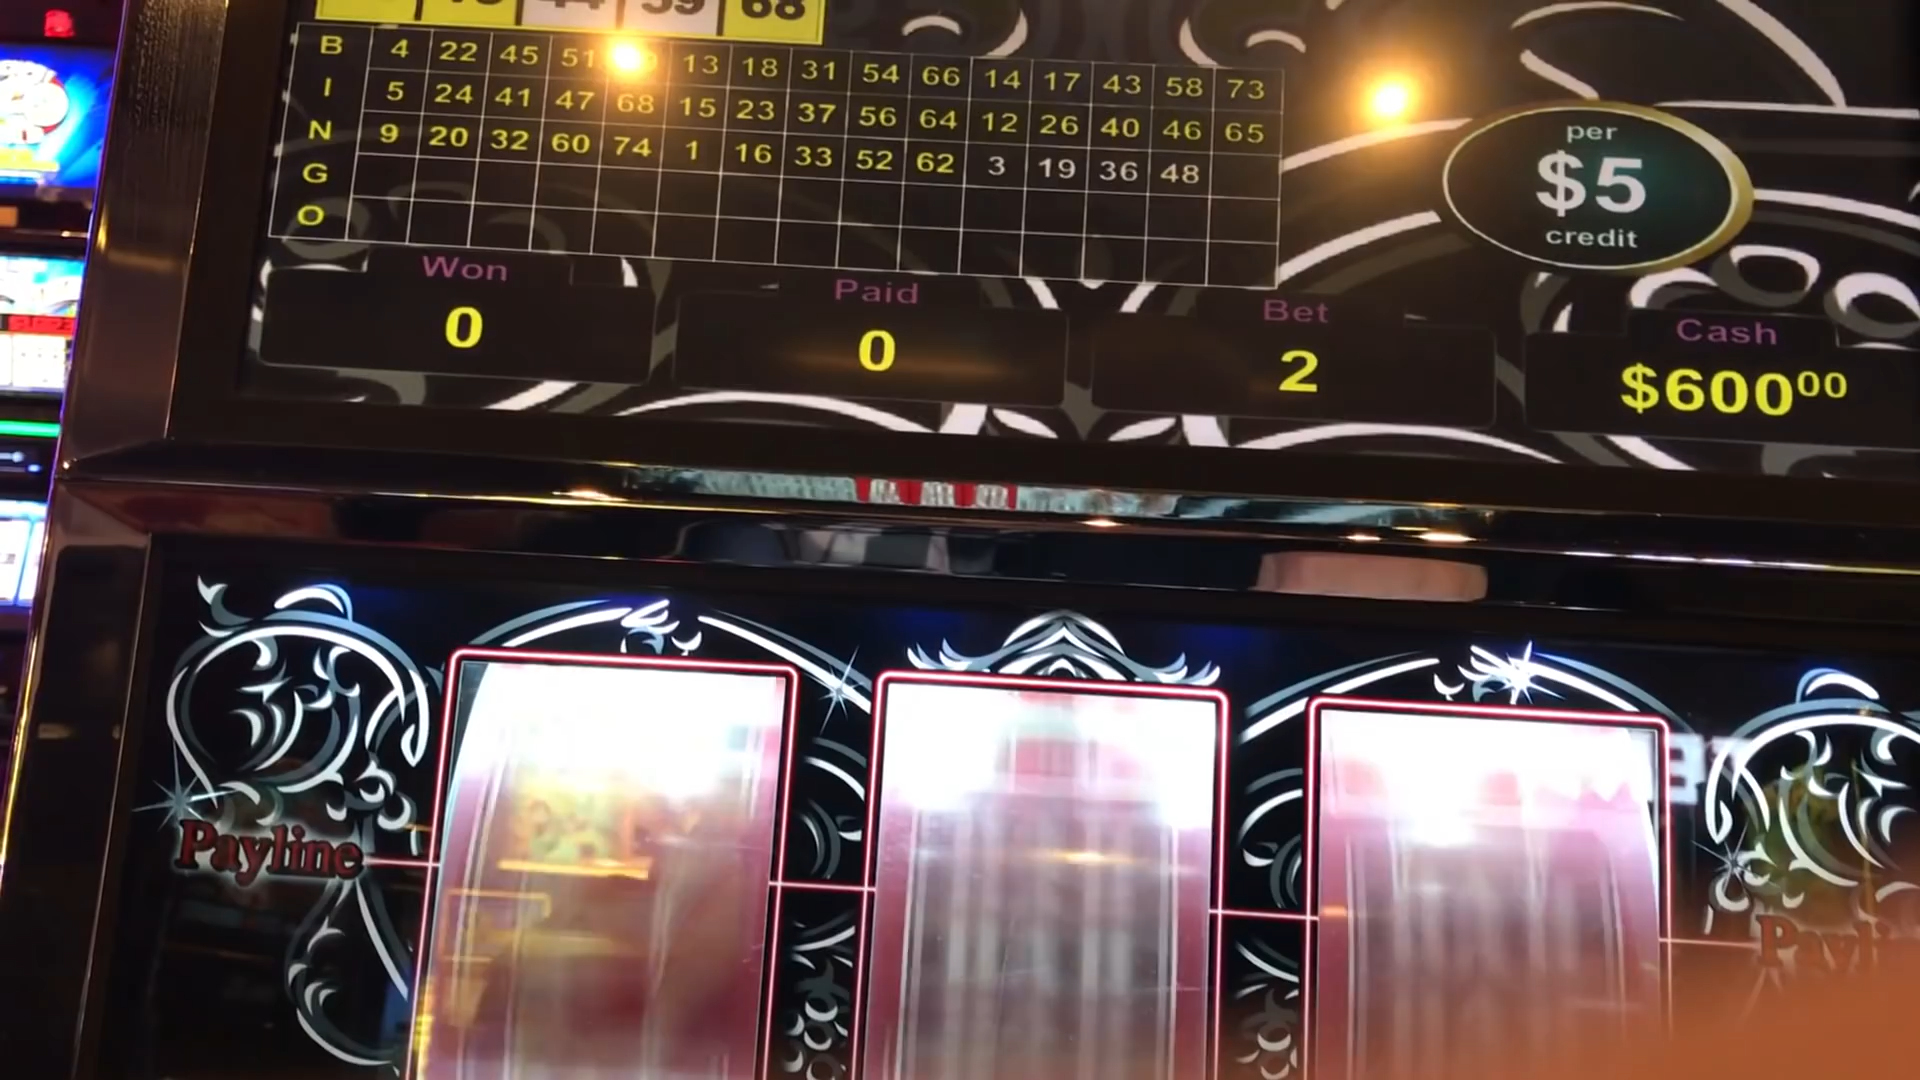 59 68
B 4 22 45 51 13 18 31 54 66 14 17 43 58 73
I 5 24 41 47 68 15 23 37 56 64 12 26 40 46 65
N 9 20 32 60 74 1 16 33 52 62 3 19 36 48
G
O
per
$5
credit
Won
0
Paid
0
Bet
2
Cash
$600⁰⁰
Payline